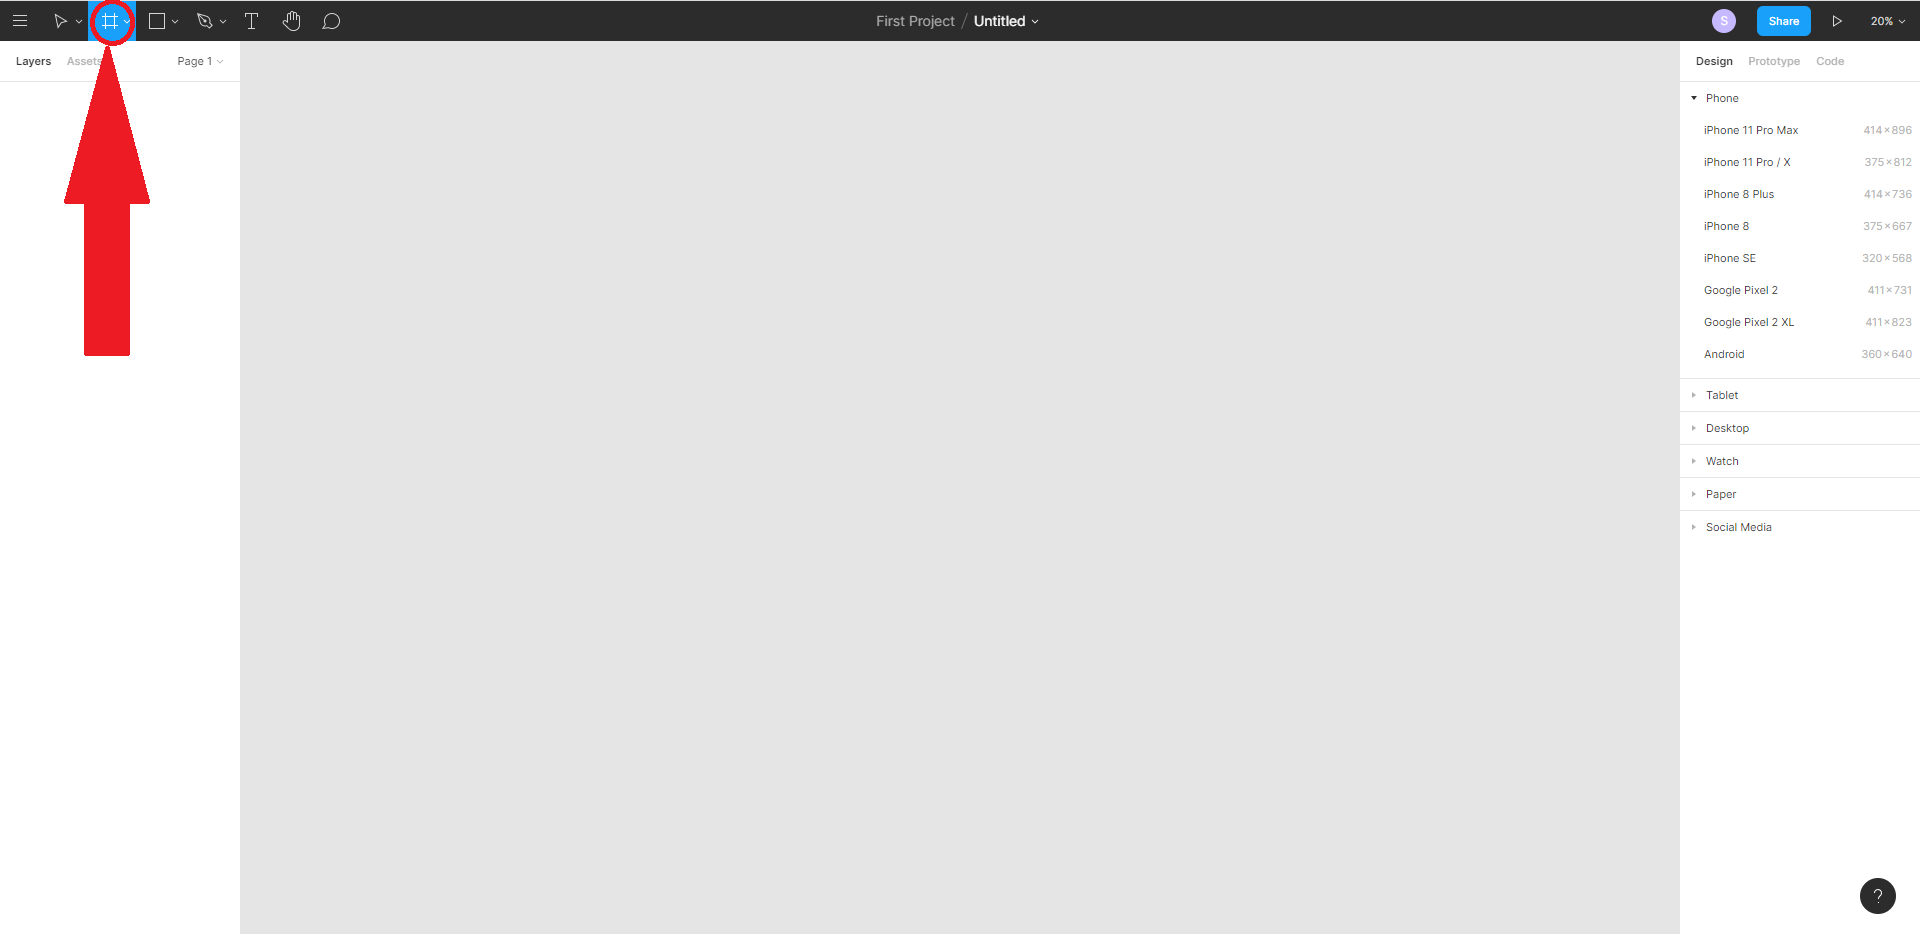 First Project / Untitled
S
Share
20%
Layers Assets Page 1
Design Prototype Code
Phone
iPhone 11 Pro Max 414×896
iPhone 11 Pro / X 375×812
iPhone 8 Plus 414×736
iPhone 8 375×667
iPhone SE 320×568
Google Pixel 2 411×731
Google Pixel 2 XL 411×823
Android 360×640
Tablet
Desktop
Watch
Paper
Social Media
?